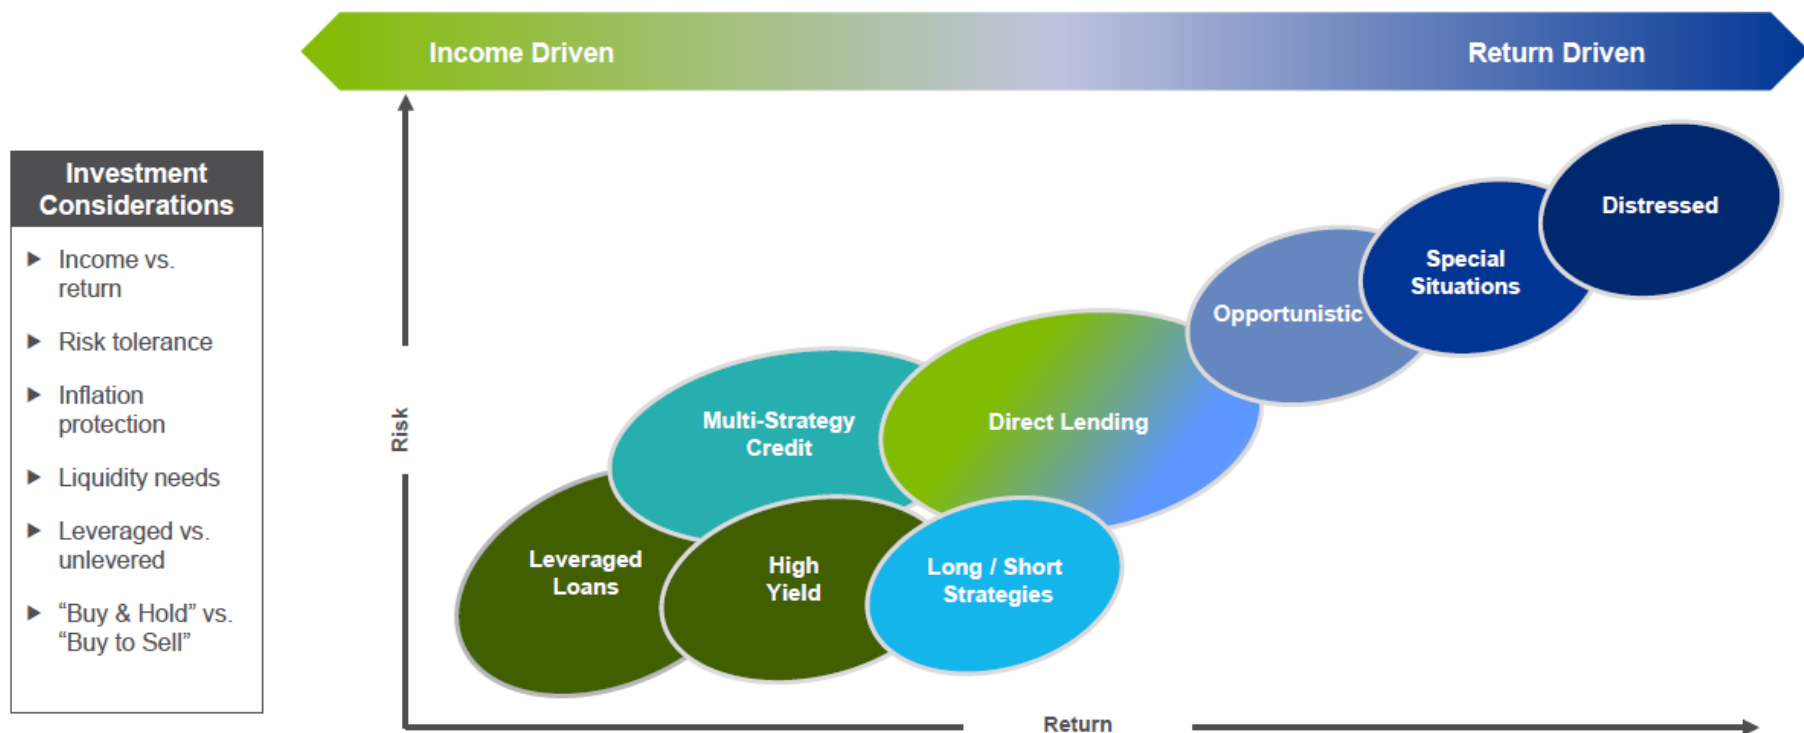 Income Driven
Return Driven
Investment
Considerations
► Income vs.
return
► Risk tolerance
► Inflation
protection
► Liquidity needs
► Leveraged vs.
unlevered
► “Buy & Hold” vs.
“Buy to Sell”
Risk
Leveraged
Loans
Multi-Strategy
Credit
High
Yield
Direct Lending
Long / Short
Strategies
Opportunistic
Special
Situations
Distressed
Return